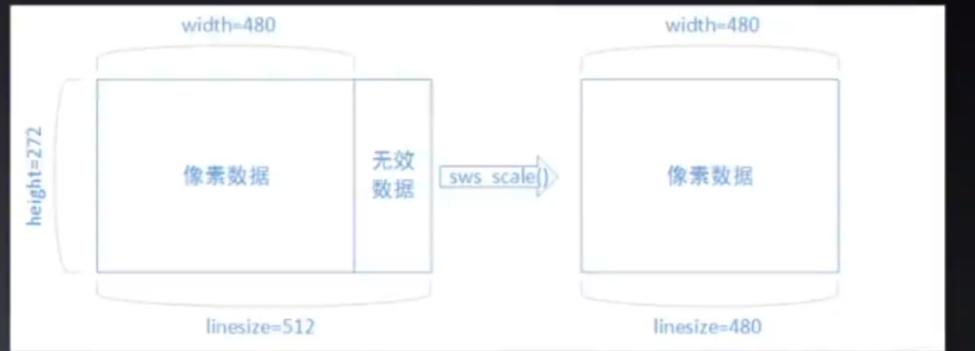 width=480
width=480
height=272
像素数据
无效
数据
sws_scale()
像素数据
linesize=512
linesize=480